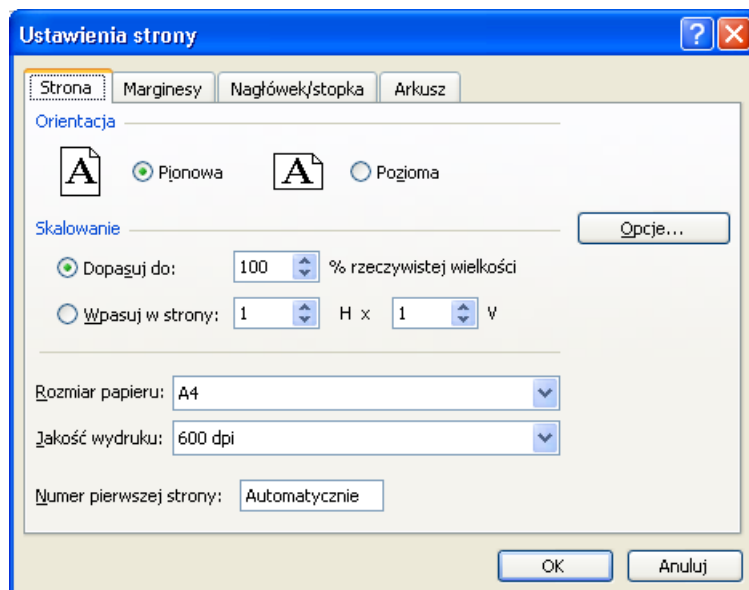 Ustawienia strony
Strona Marginesy Nagłówek/stopka Arkusz
Orientacja
A Pionowa A Pozioma
Skalowanie
Opcje...
Dopasuj do: 100 % rzeczywistej wielkości
Wpasuj w strony: 1 H x 1 V
Rozmiar papieru: A4
Jakość wydruku: 600 dpi
Numer pierwszej strony: Automatycznie
OK Anuluj